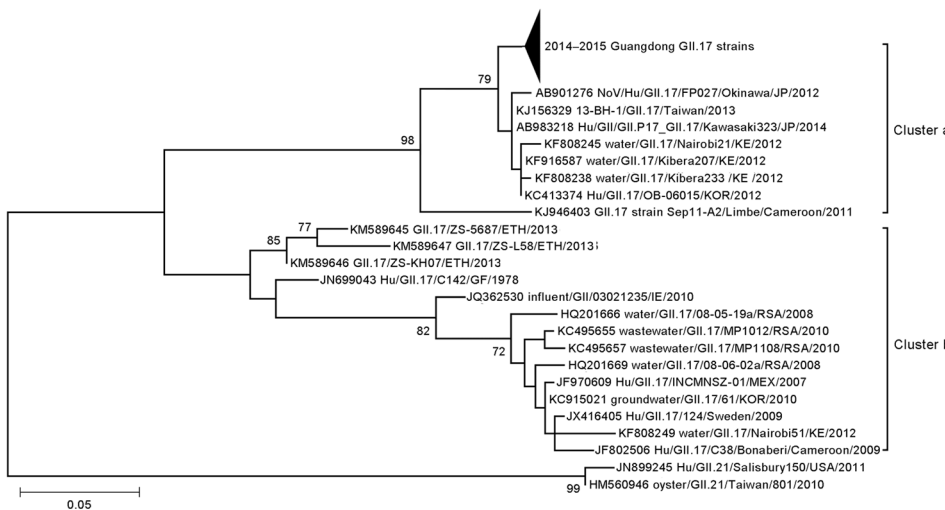 2014–2015 Guangdong GII.17 strains
79
AB901276 NoV/Hu/GII.17/FP027/Okinawa/JP/2012
KJ156329 13-BH-1/GII.17/Taiwan/2013
AB983218 Hu/GII/GII.P17_GII.17/Kawasaki323/JP/2014
98
Cluster a
KF808245 water/GII.17/Nairobi21/KE/2012
KF916587 water/GII.17/Kibera207/KE/2012
KF808238 water/GII.17/Kibera233 /KE /2012
KC413374 Hu/GII.17/OB-06015/KOR/2012
KJ946403 GII.17 strain Sep11-A2/Limbe/Cameroon/2011
77
KM589645 GII.17/ZS-5687/ETH/2013
85
KM589647 GII.17/ZS-L58/ETH/2013
KM589646 GII.17/ZS-KH07/ETH/2013
JN699043 Hu/GII.17/C142/GF/1978
JQ362530 influent/GII/03021235/IE/2010
HQ201666 water/GII.17/08-05-19a/RSA/2008
82
KC495655 wastewater/GII.17/MP1012/RSA/2010
72
KC495657 wastewater/GII.17/MP1108/RSA/2010
Cluster
HQ201669 water/GII.17/08-06-02a/RSA/2008
JF970609 Hu/GII.17/INCMNSZ-01/MEX/2007
KC915021 groundwater/GII.17/61/KOR/2010
JX416405 Hu/GII.17/124/Sweden/2009
KF808249 water/GII.17/Nairobi51/KE/2012
JF802506 Hu/GII.17/C38/Bonaberi/Cameroon/2009
JN899245 Hu/GII.21/Salisbury150/USA/2011
99
HM560946 oyster/GII.21/Taiwan/801/2010
0.05